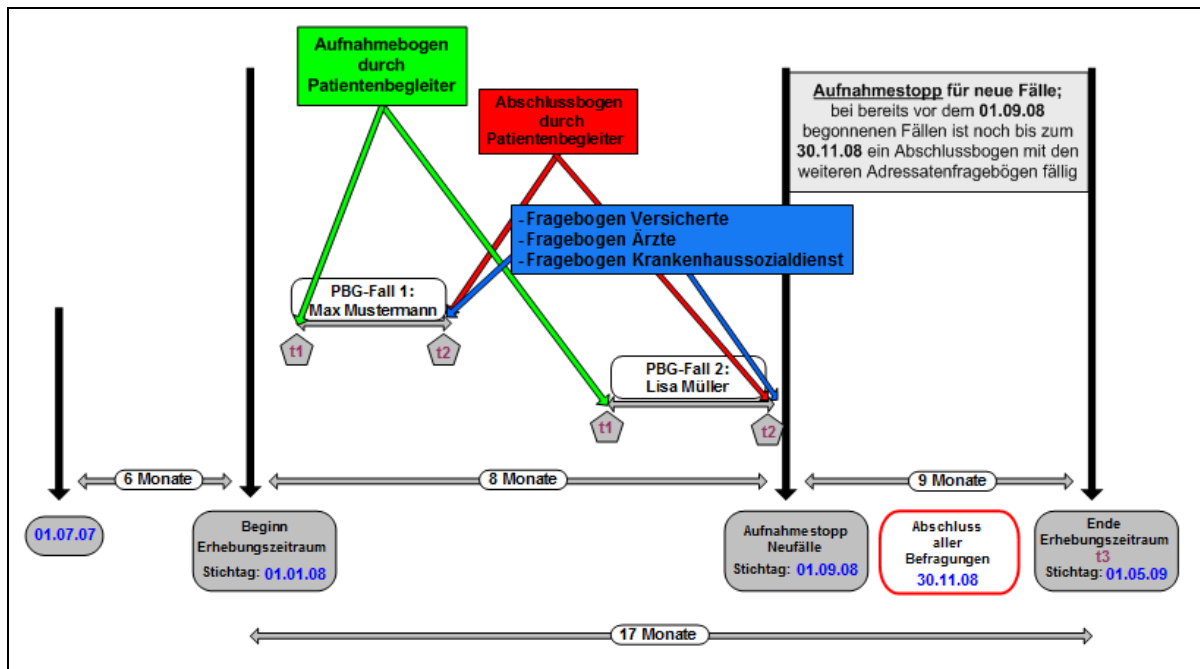 Aufnahmebogen
durch
Patientenbegleiter
Abschlussbogen
durch
Patientenbegleiter
Aufnahmestopp für neue Fälle;
bei bereits vor dem 01.09.08
begonnenen Fällen ist noch bis zum
30.11.08 ein Abschlussbogen mit den
weiteren Adressatenfragebögen fällig
-Fragebogen Versicherte
-Fragebogen Ärzte
-Fragebogen Krankenhaussozialdienst
PBG-Fall 1:
Max Mustermann
t1
t2
PBG-Fall 2:
Lisa Müller
t1
t2
6 Monate
8 Monate
9 Monate
01.07.07
Beginn
Erhebungszeitraum
Stichtag: 01.01.08
Aufnahmestopp
Neufälle
Stichtag: 01.09.08
Abschluss
aller
Befragungen
30.11.08
Ende
Erhebungszeitraum
t3
Stichtag: 01.05.09
17 Monate